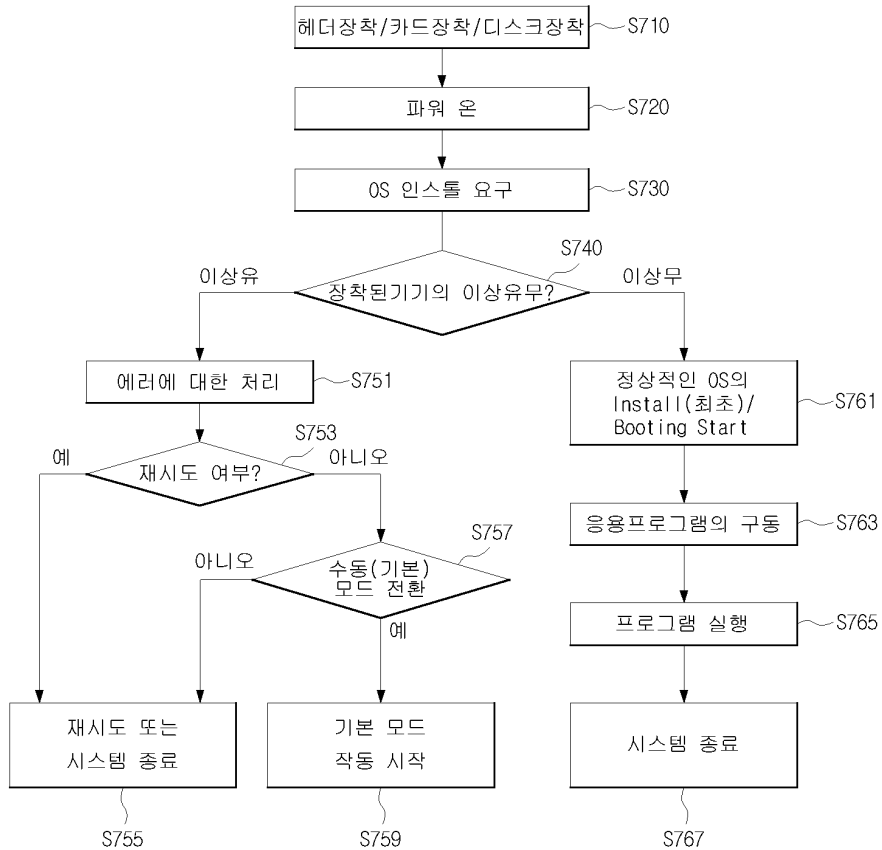 헤더장착/카드장착/디스크장착
S710
파워 온
S720
OS 인스톨 요구
S730
S740
이상유
장착된기기의 이상유무?
이상무
에러에 대한 처리
S751
정상적인 OS의
Install(최초)/
Booting Start
S761
S753
예
재시도 여부?
아니오
응용프로그램의 구동
S763
S757
아니오
수동(기본)
모드 전환
예
프로그램 실행
S765
재시도 또는
시스템 종료
기본 모드
작동 시작
시스템 종료
S755
S759
S767